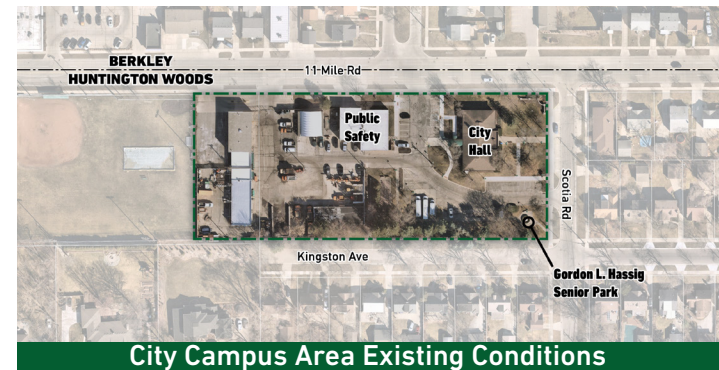 BERKLEY
HUNTINGTON WOODS
11 Mile Rd
Public
Safety
City
Hall
Scotia Rd
Kingston Ave
Gordon L. Hassig
Senior Park
City Campus Area Existing Conditions